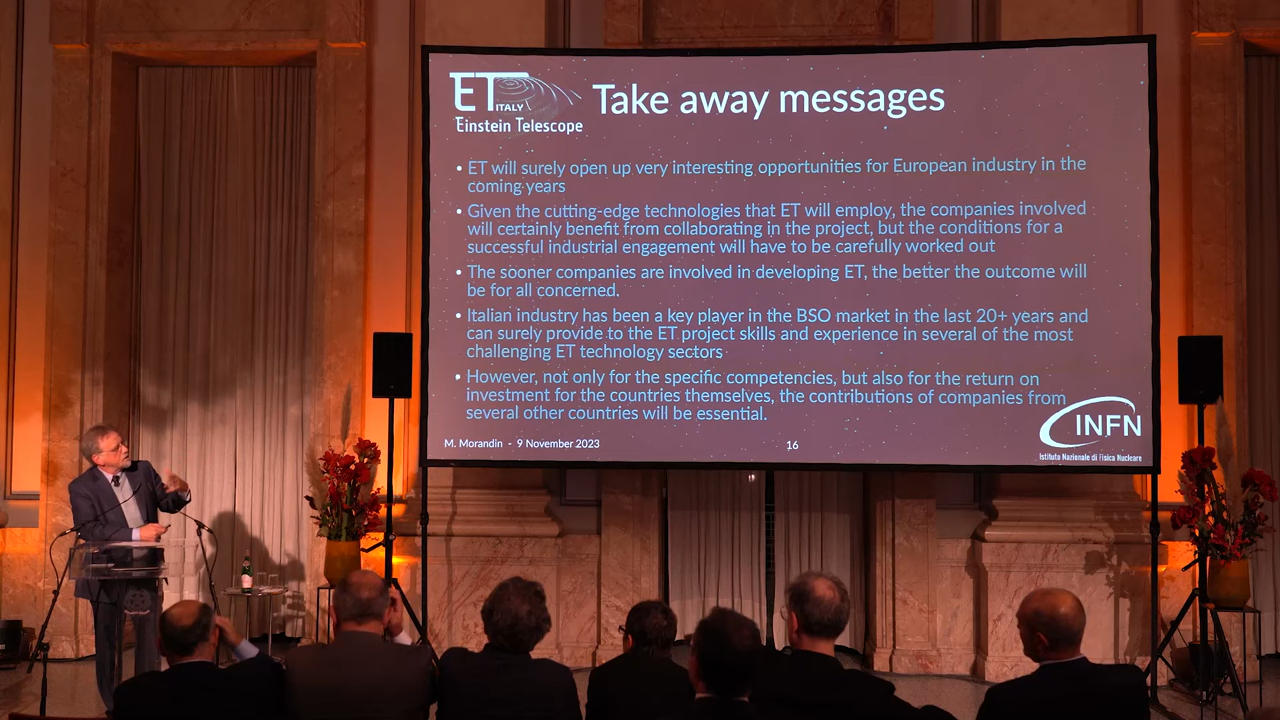 ET ITALY
Einstein Telescope
Take away messages
• ET will surely open up very interesting opportunities for European industry in the
coming years
• Given the cutting-edge technologies that ET will employ, the companies involved
will certainly benefit from collaborating in the project, but the conditions for a
successful industrial engagement will have to be carefully worked out
• The sooner companies are involved in developing ET, the better the outcome will
be for all concerned.
• Italian industry has been a key player in the BSO market in the last 20+ years and
can surely provide to the ET project skills and experience in several of the most
challenging ET technology sectors
• However, not only for the specific competencies, but also for the return on
investment for the countries themselves, the contributions of companies from
several other countries will be essential.
INFN
Istituto Nazionale di Fisica Nucleare
M. Morandin - 9 November 2023
16